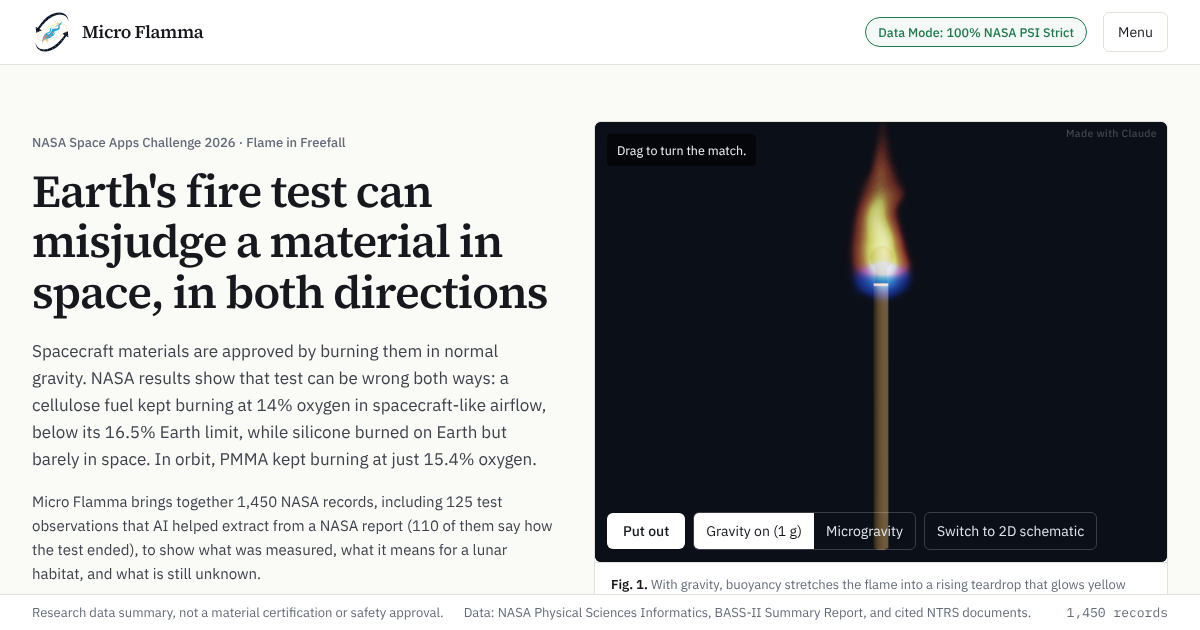 Micro Flamma
Data Mode: 100% NASA PSI Strict
Menu
NASA Space Apps Challenge 2026 · Flame in Freefall
Earth's fire test can
misjudge a material in
space, in both directions
Spacecraft materials are approved by burning them in normal
gravity. NASA results show that test can be wrong both ways: a
cellulose fuel kept burning at 14% oxygen in spacecraft-like airflow,
below its 16.5% Earth limit, while silicone burned on Earth but
barely in space. In orbit, PMMA kept burning at just 15.4% oxygen.
Micro Flamma brings together 1,450 NASA records, including 125 test
observations that AI helped extract from a NASA report (110 of them say how
the test ended), to show what was measured, what it means for a lunar
habitat, and what is still unknown.
Drag to turn the match.
Made with Claude
Put out
Gravity on (1 g)
Microgravity
Switch to 2D schematic
Fig. 1. With gravity, buoyancy stretches the flame into a rising teardrop that glows yellow
Research data summary, not a material certification or safety approval.
Data: NASA Physical Sciences Informatics, BASS-II Summary Report, and cited NTRS documents.
1,450 records